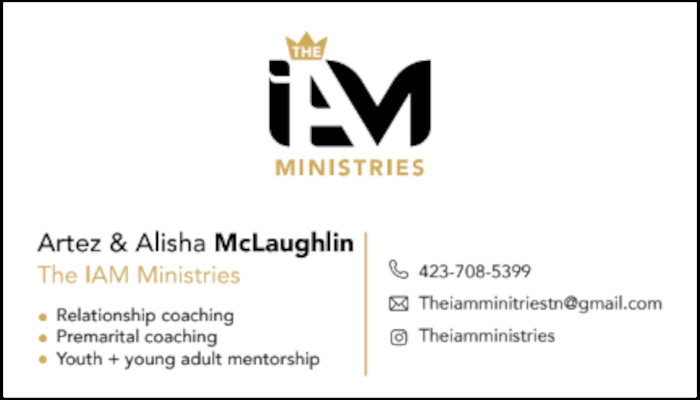 THE
iAM
MINISTRIES
Artez & Alisha McLaughlin
The IAM Ministries
Relationship coaching
Premarital coaching
Youth + young adult mentorship
423-708-5399
Theiamminitriestn@gmail.com
Theiamministries